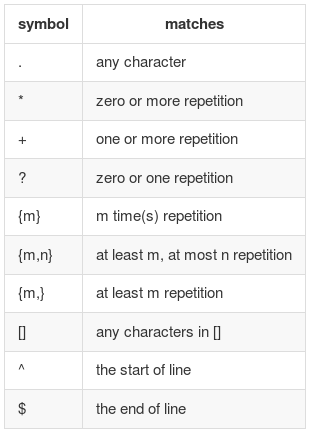 symbol matches
. any character
* zero or more repetition
+ one or more repetition
? zero or one repetition
{m} m time(s) repetition
{m,n} at least m, at most n repetition
{m,} at least m repetition
[] any characters in []
^ the start of line
$ the end of line